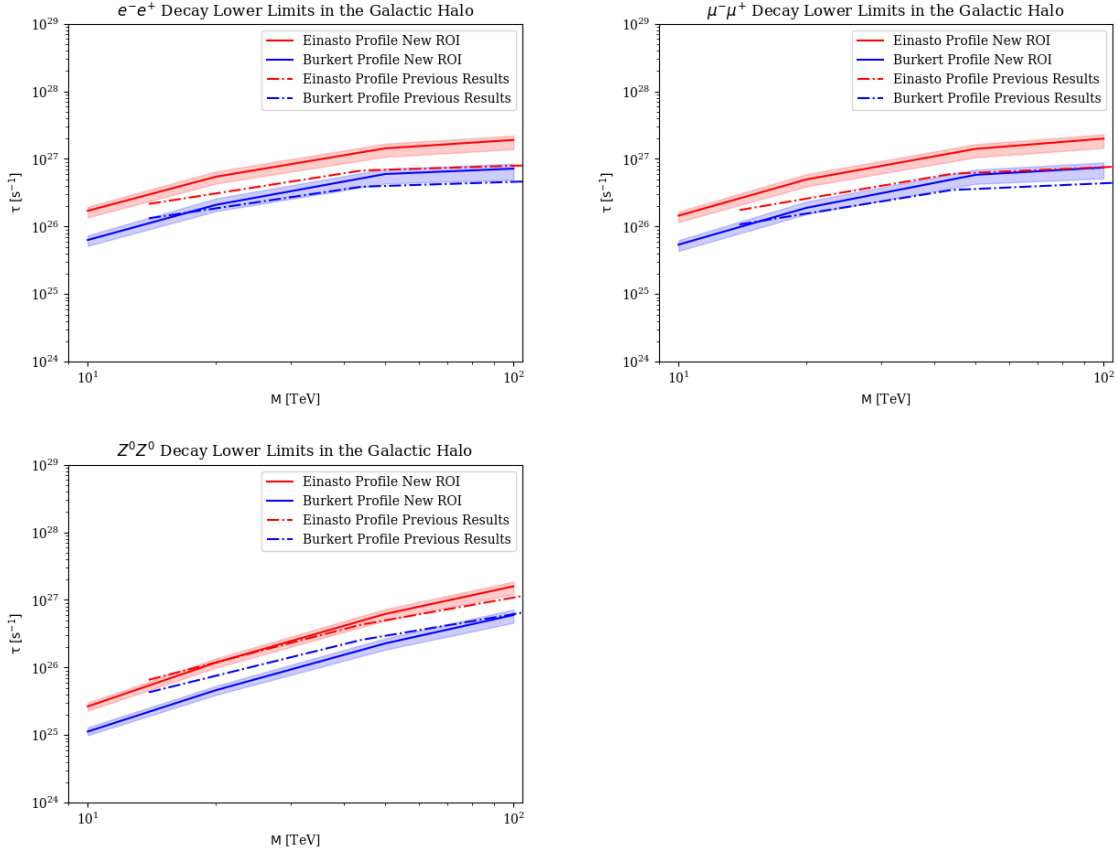 e⁻e⁺ Decay Lower Limits in the Galactic Halo
10²⁹
10²⁸
10²⁷
10²⁶
10²⁵
10²⁴
τ [s⁻¹]
Einasto Profile New ROI
Burkert Profile New ROI
Einasto Profile Previous Results
Burkert Profile Previous Results
10¹ 10²
M [TeV]
μ⁻μ⁺ Decay Lower Limits in the Galactic Halo
10²⁹
10²⁸
10²⁷
10²⁶
10²⁵
10²⁴
τ [s⁻¹]
Einasto Profile New ROI
Burkert Profile New ROI
Einasto Profile Previous Results
Burkert Profile Previous Results
10¹ 10²
M [TeV]
Z⁰Z⁰ Decay Lower Limits in the Galactic Halo
10²⁹
10²⁸
10²⁷
10²⁶
10²⁵
10²⁴
τ [s⁻¹]
Einasto Profile New ROI
Burkert Profile New ROI
Einasto Profile Previous Results
Burkert Profile Previous Results
10¹ 10²
M [TeV]